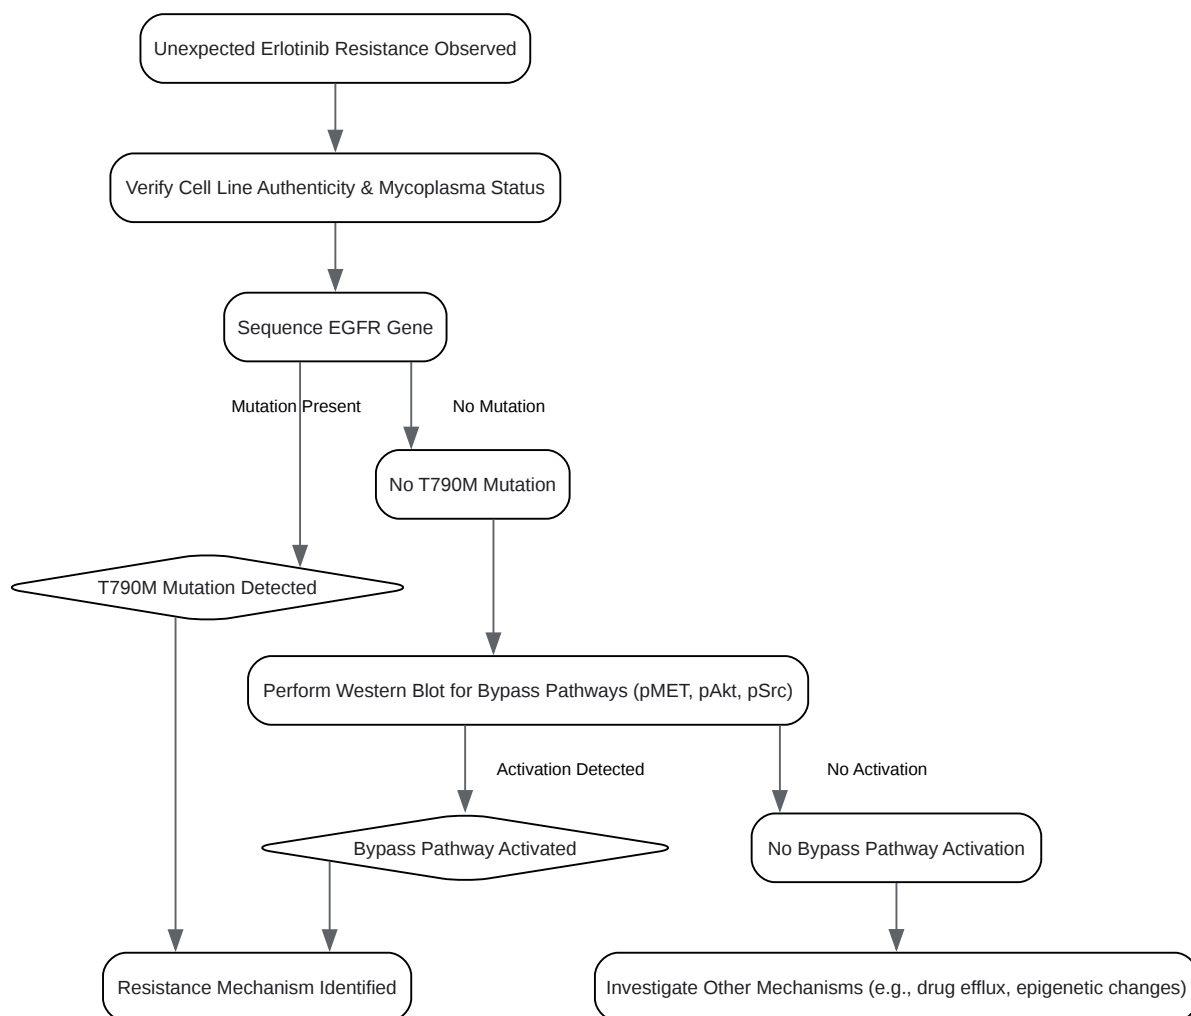 Unexpected Erlotinib Resistance Observed
Verify Cell Line Authenticity & Mycoplasma Status
Sequence EGFR Gene
Mutation Present
No Mutation
No T790M Mutation
T790M Mutation Detected
Perform Western Blot for Bypass Pathways (pMET, pAkt, pSrc)
Activation Detected
No Activation
Bypass Pathway Activated
No Bypass Pathway Activation
Resistance Mechanism Identified
Investigate Other Mechanisms (e.g., drug efflux, epigenetic changes)